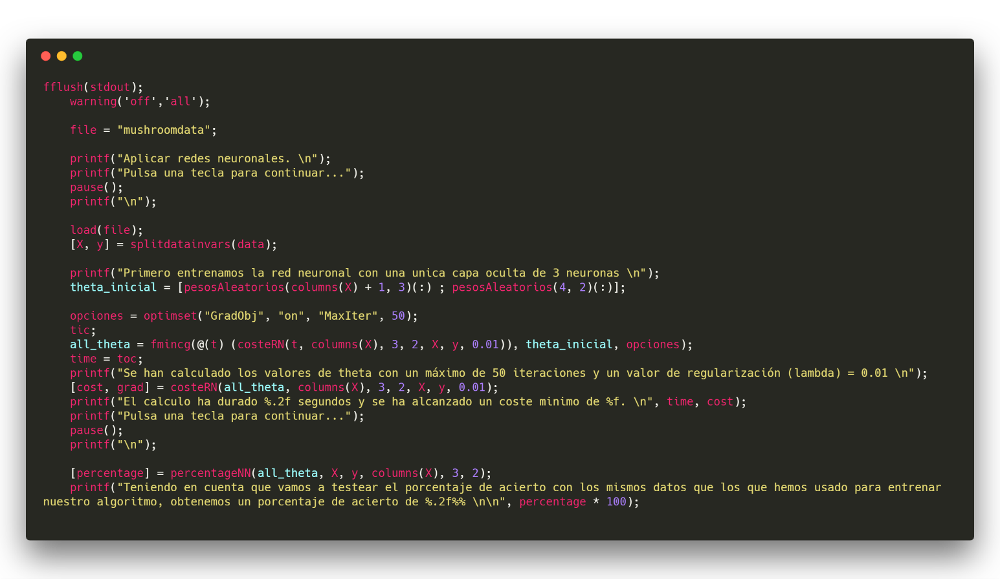 fflush(stdout);
    warning('off','all');

    file = "mushroomdata";

    printf("Aplicar redes neuronales. \n");
    printf("Pulsa una tecla para continuar...");
    pause();
    printf("\n");

    load(file);
    [X, y] = splitdatainvars(data);

    printf("Primero entrenamos la red neuronal con una unica capa oculta de 3 neuronas \n");
    theta_inicial = [pesosAleatorios(columns(X) + 1, 3)(:) ; pesosAleatorios(4, 2)(:)];

    opciones = optimset("GradObj", "on", "MaxIter", 50);
    tic;
    all_theta = fmincg(@(t) (costeRN(t, columns(X), 3, 2, X, y, 0.01)), theta_inicial, opciones);
    time = toc;
    printf("Se han calculado los valores de theta con un máximo de 50 iteraciones y un valor de regularización (lambda) = 0.01 \n");
    [cost, grad] = costeRN(all_theta, columns(X), 3, 2, X, y, 0.01);
    printf("El calculo ha durado %.2f segundos y se ha alcanzado un coste minimo de %f. \n", time, cost);
    printf("Pulsa una tecla para continuar...");
    pause();
    printf("\n");

    [percentage] = percentageNN(all_theta, X, y, columns(X), 3, 2);
    printf("Teniendo en cuenta que vamos a testear el porcentaje de acierto con los mismos datos que los que hemos usado para entrenar
nuestro algoritmo, obtenemos un porcentaje de acierto de %.2f%% \n\n", percentage * 100);